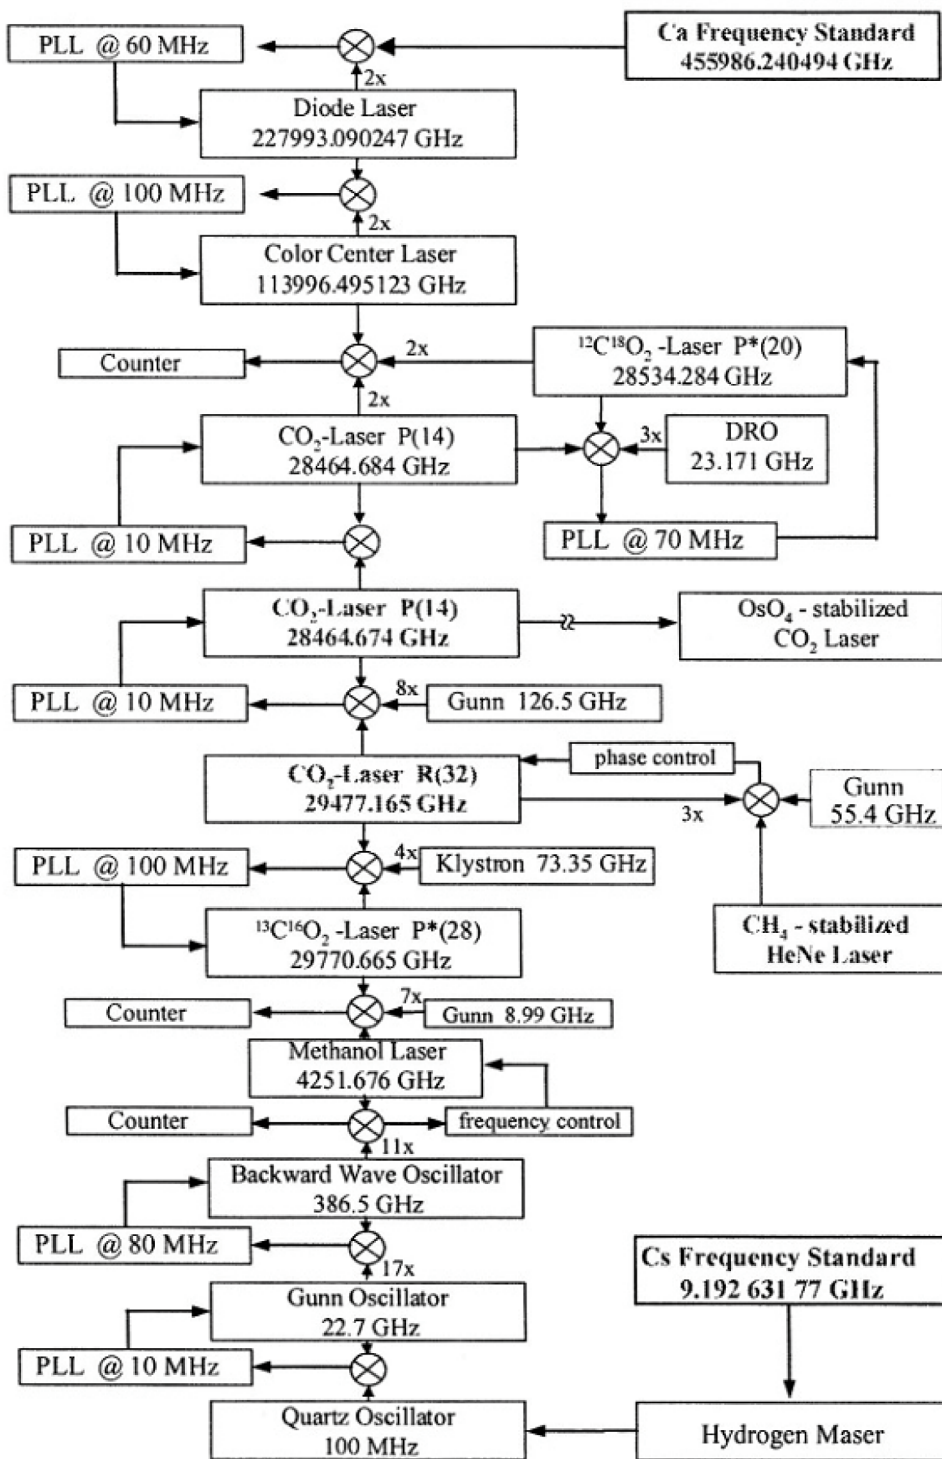 PLL @ 60 MHz
Ca Frequency Standard
455986.240494 GHz
2x
Diode Laser
227993.090247 GHz
PLL @ 100 MHz
2x
Color Center Laser
113996.495123 GHz
Counter
2x
¹²C¹⁸O₂ -Laser P*(20)
28534.284 GHz
2x
CO₂-Laser P(14)
28464.684 GHz
3x
DRO
23.171 GHz
PLL @ 10 MHz
PLL @ 70 MHz
CO₂-Laser P(14)
28464.674 GHz
OsO₄ - stabilized
CO₂ Laser
PLL @ 10 MHz
8x
Gunn 126.5 GHz
CO₂-Laser R(32)
29477.165 GHz
phase control
3x
Gunn
55.4 GHz
PLL @ 100 MHz
4x
Klystron 73.35 GHz
¹³C¹⁶O₂ -Laser P*(28)
29770.665 GHz
CH₄ - stabilized
HeNe Laser
Counter
7x
Gunn 8.99 GHz
Methanol Laser
4251.676 GHz
Counter
frequency control
11x
Backward Wave Oscillator
386.5 GHz
PLL @ 80 MHz
17x
Cs Frequency Standard
9.192 631 77 GHz
Gunn Oscillator
22.7 GHz
PLL @ 10 MHz
Quartz Oscillator
100 MHz
Hydrogen Maser